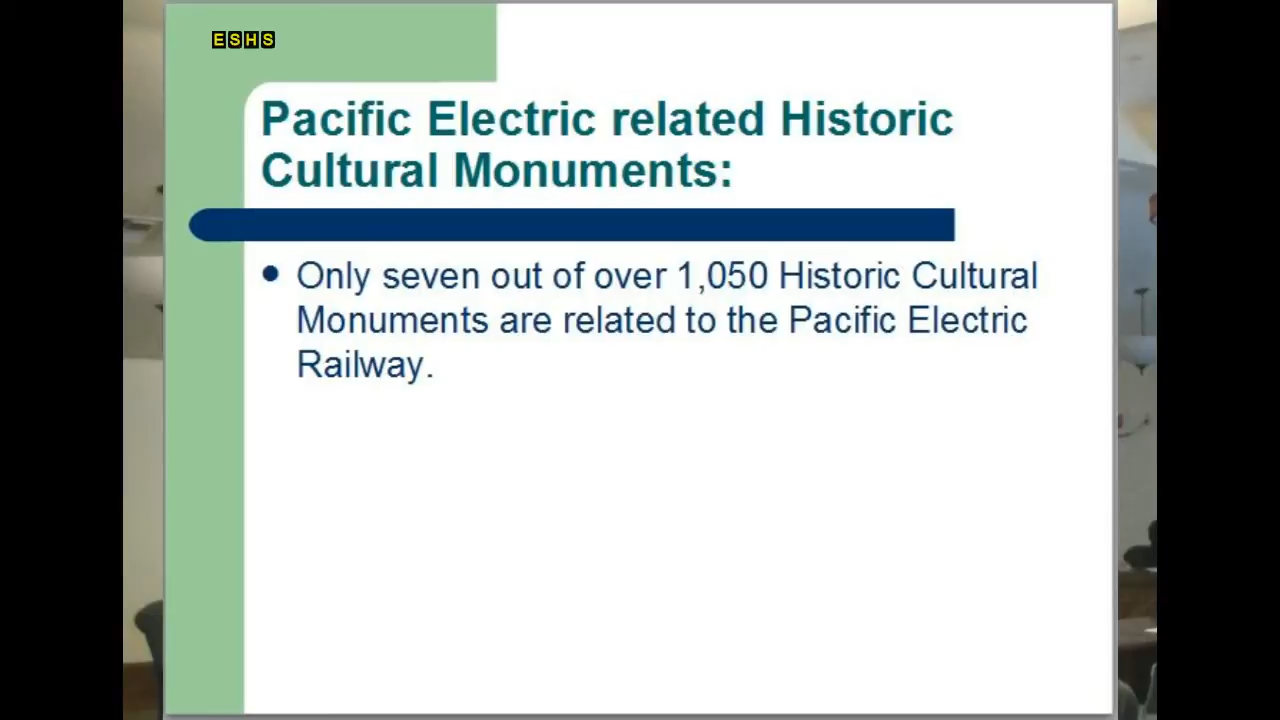 ESHS
Pacific Electric related Historic
Cultural Monuments:
Only seven out of over 1,050 Historic Cultural
Monuments are related to the Pacific Electric
Railway.